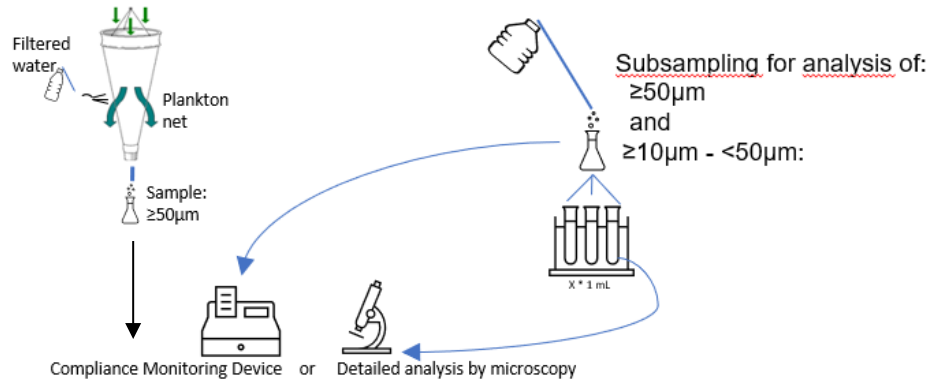 Filtered
water
Plankton
net
Sample:
≥50µm
Subsampling for analysis of:
≥50µm
and
≥10µm - <50µm:
X * 1 mL
Compliance Monitoring Device or Detailed analysis by microscopy